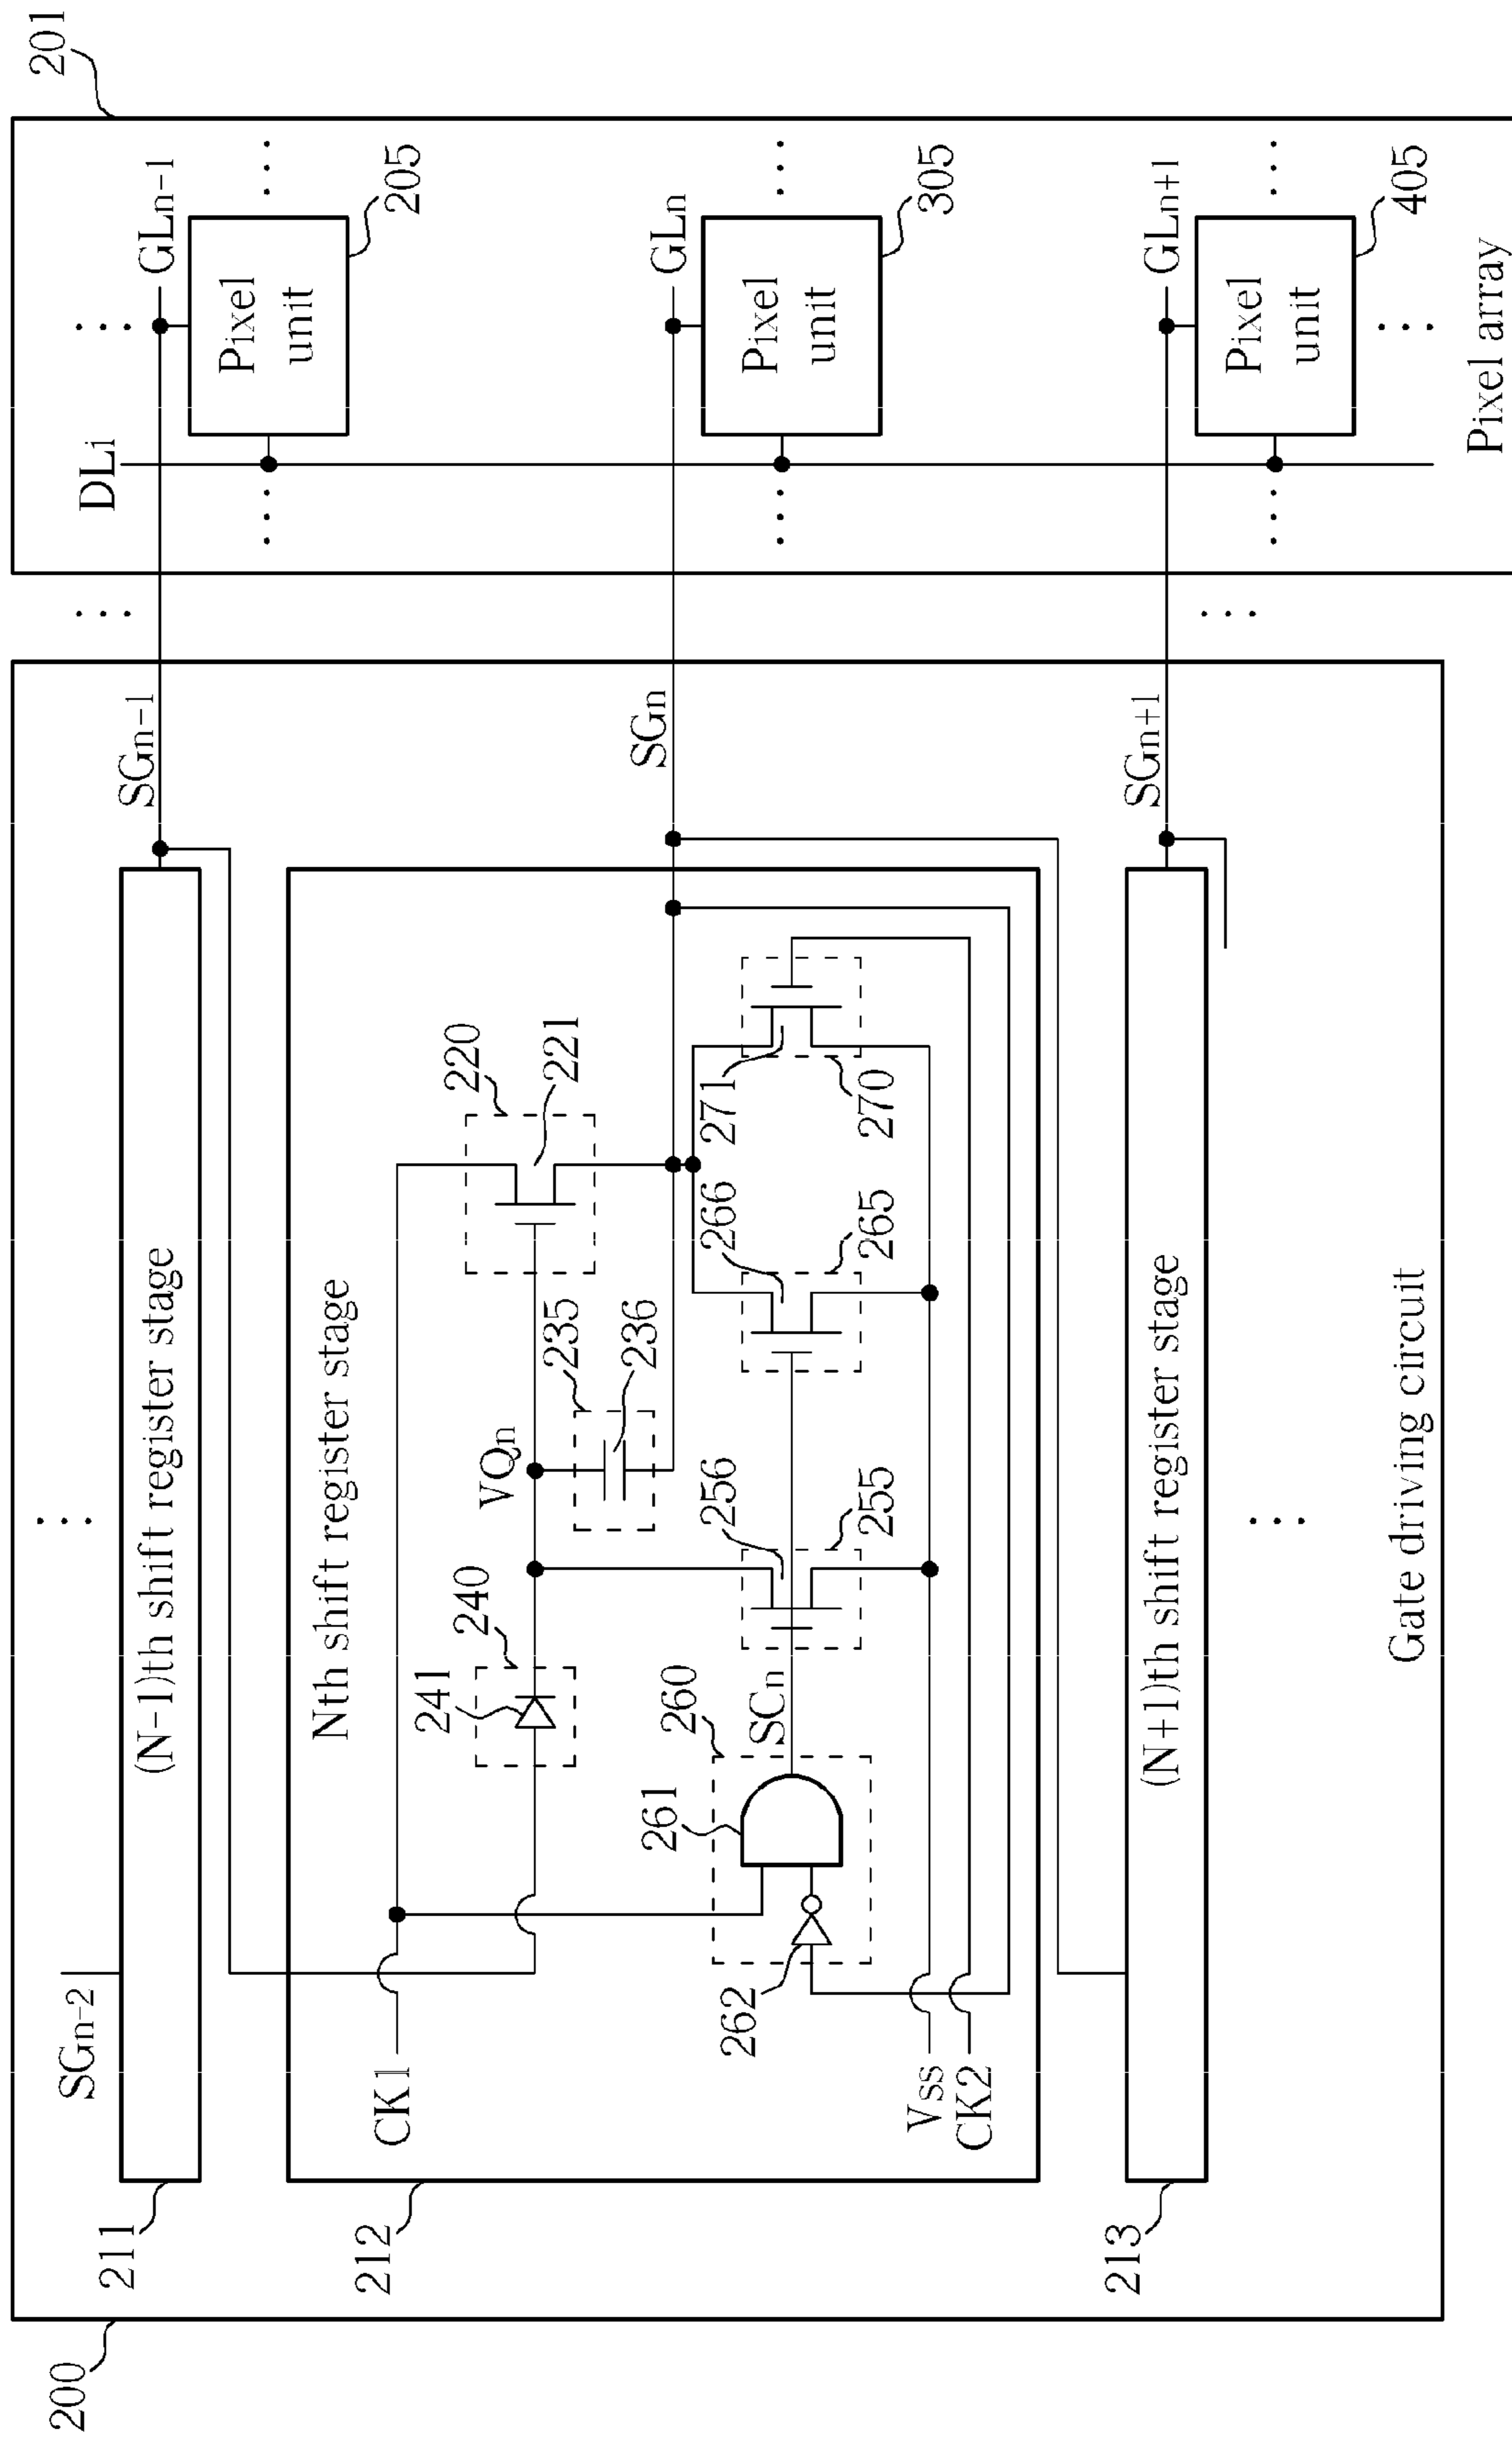 200
201
211
SGn-2
(N-1)th shift register stage
SGn-1
GLn-1
DLi
Pixel
unit
205
212
Nth shift register stage
CK1
241
240
VQn
235
236
220
221
SGn
GLn
Pixel
unit
305
262
261
260
SCn
256
255
266
265
271
270
Vss
CK2
213
(N+1)th shift register stage
SGn+1
GLn+1
Pixel
unit
405
Gate driving circuit
Pixel array